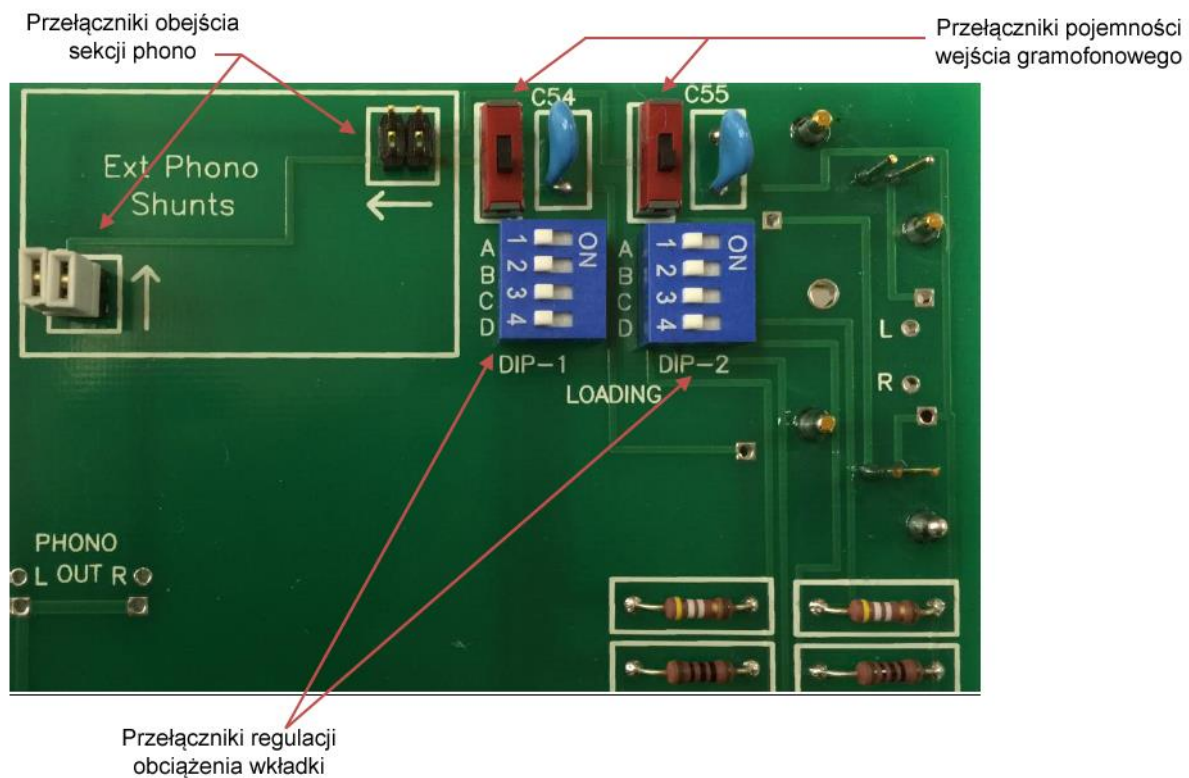 Przełączniki obejścia
sekcji phono
Przełączniki pojemności
wejścia gramofonowego
C54
C55
Ext Phono
Shunts
A
B
C
D
1
2
3
4
ON
A
B
C
D
1
2
3
4
ON
DIP-1
DIP-2
LOADING
L
R
PHONO
L OUT R
Przełączniki regulacji
obciążenia wkładki